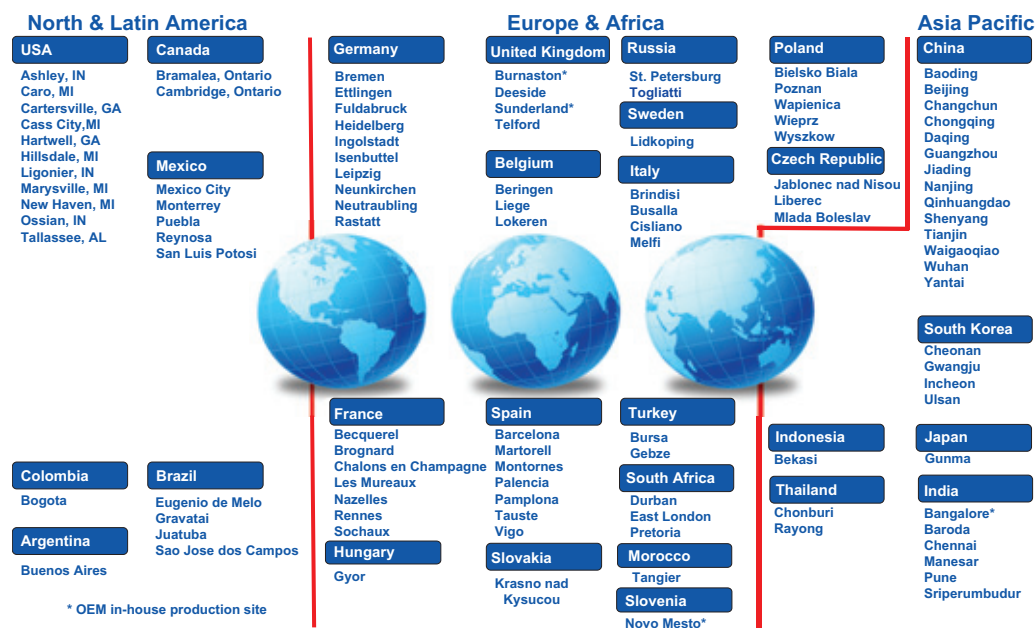 North & Latin America
USA
Ashley, IN
Caro, MI
Cartersville, GA
Cass City,MI
Hartwell, GA
Hillsdale, MI
Ligonier, IN
Marysville, MI
New Haven, MI
Ossian, IN
Tallassee, AL
Canada
Bramalea, Ontario
Cambridge, Ontario
Mexico
Mexico City
Monterrey
Puebla
Reynosa
San Luis Potosi
Colombia
Bogota
Argentina
Buenos Aires
Brazil
Eugenio de Melo
Gravatai
Juatuba
Sao Jose dos Campos
* OEM in-house production site
Europe & Africa
Germany
Bremen
Ettlingen
Fuldabruck
Heidelberg
Ingolstadt
Isenbuttel
Leipzig
Neunkirchen
Neutraubling
Rastatt
United Kingdom
Burnaston*
Deeside
Sunderland*
Telford
Belgium
Beringen
Liege
Lokeren
Russia
St. Petersburg
Togliatti
Sweden
Lidkoping
Italy
Brindisi
Busalla
Cisliano
Melfi
Poland
Bielsko Biala
Poznan
Wapienica
Wieprz
Wyszkow
Czech Republic
Jablonec nad Nisou
Liberec
Mlada Boleslav
France
Becquerel
Brognard
Chalons en Champagne
Les Mureaux
Nazelles
Rennes
Sochaux
Hungary
Gyor
Spain
Barcelona
Martorell
Montornes
Palencia
Pamplona
Tauste
Vigo
Slovakia
Krasno nad
Kysucou
Turkey
Bursa
Gebze
South Africa
Durban
East London
Pretoria
Morocco
Tangier
Slovenia
Novo Mesto*
Asia Pacific
China
Baoding
Beijing
Changchun
Chongqing
Daqing
Guangzhou
Jiading
Nanjing
Qinhuangdao
Shenyang
Tianjin
Waigaoqiao
Wuhan
Yantai
South Korea
Cheonan
Gwangju
Incheon
Ulsan
Indonesia
Bekasi
Thailand
Chonburi
Rayong
Japan
Gunma
India
Bangalore*
Baroda
Chennai
Manesar
Pune
Sriperumbudur